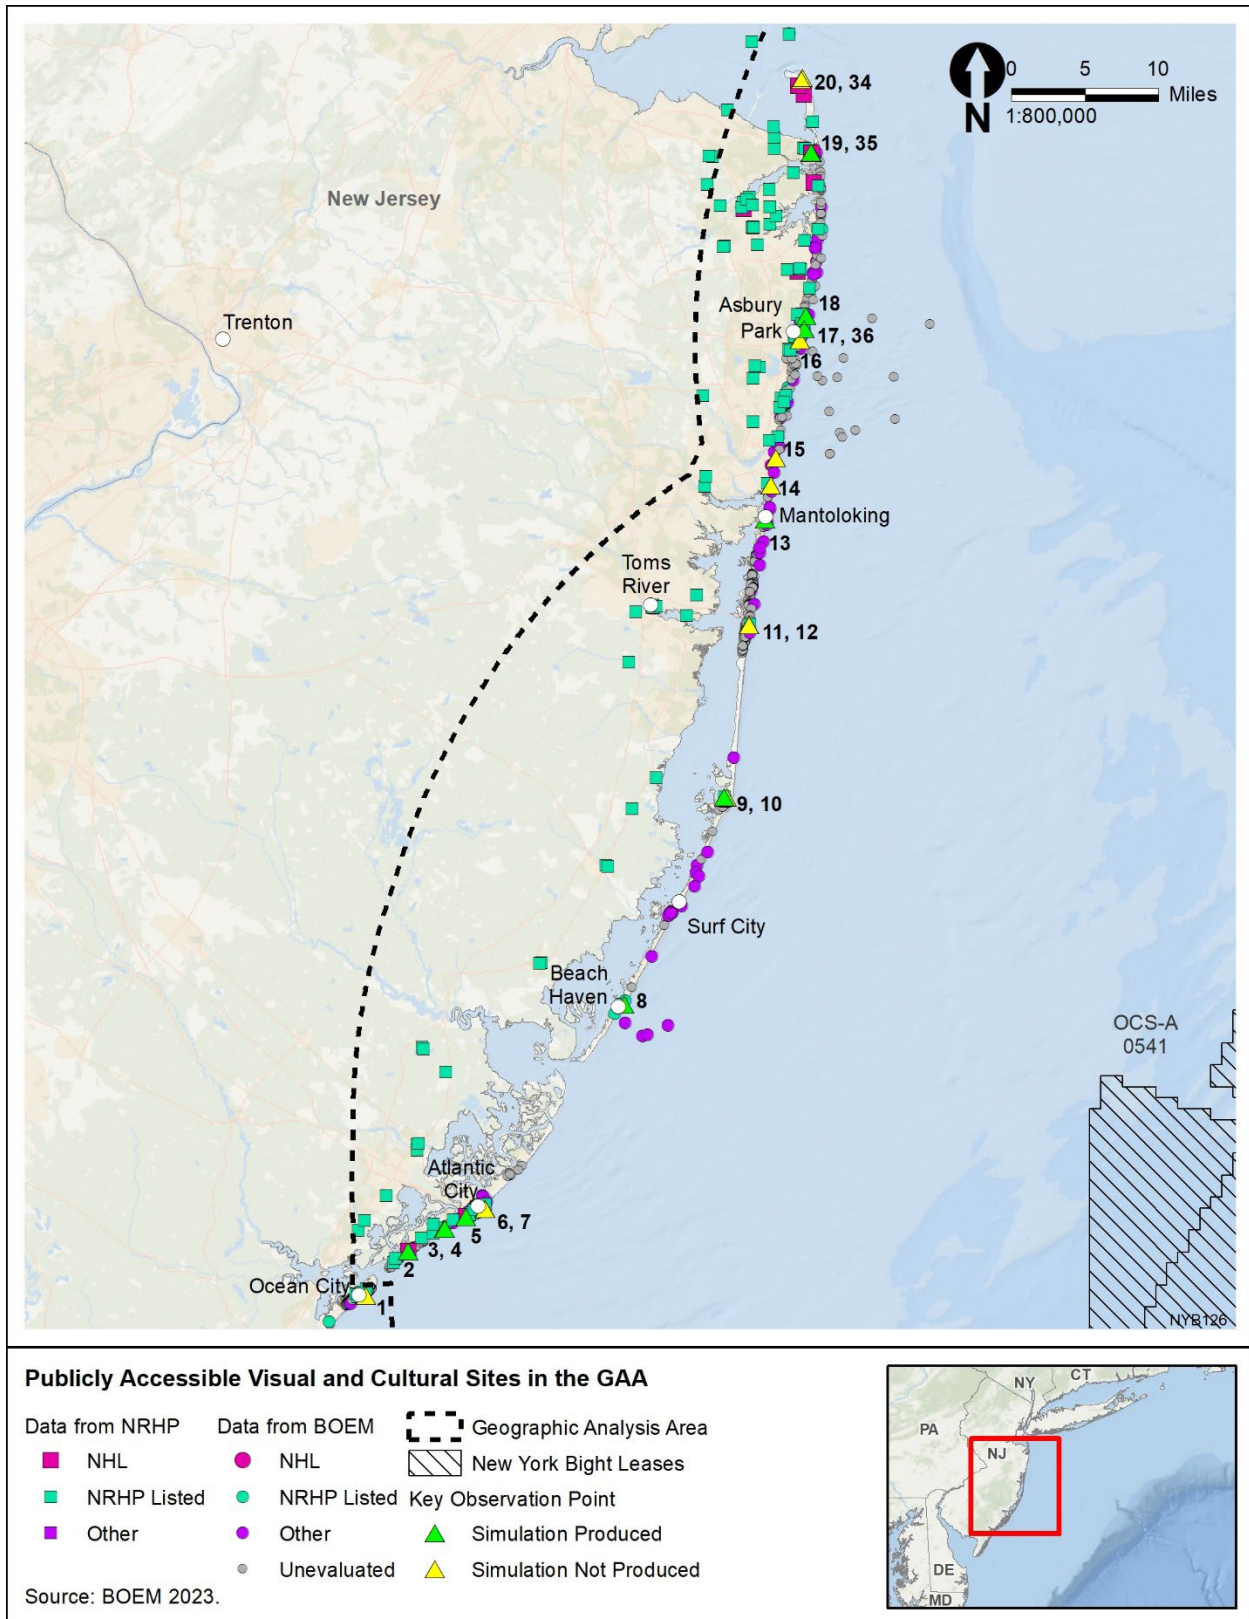 20, 34
0 5 10
Miles
1:800,000
N
19, 35
New Jersey
Asbury
Park
18
17, 36
16
Trenton
15
14
Mantoloking
13
Toms
River
11, 12
9, 10
Surf City
Beach
Haven
8
OCS-A
0541
Atlantic
City
6, 7
5
3, 4
2
Ocean City
1
NYB126
Publicly Accessible Visual and Cultural Sites in the GAA
Data from NRHP
NHL
NRHP Listed
Other
Data from BOEM
NHL
NRHP Listed
Other
Unevaluated
Geographic Analysis Area
New York Bight Leases
Key Observation Point
Simulation Produced
Simulation Not Produced
Source: BOEM 2023.
NY
CT
PA
NJ
DE
MD